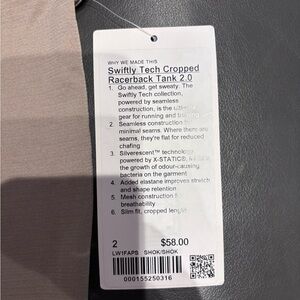 WHY WE MADE THIS
Swiftly Tech Cropped
Racerback Tank 2.0
1. Go ahead, get sweaty. The
Swiftly Tech collection,
powered by seamless
construction, is the
gear for running and
2. Seamless construction
minimal seams. Where there are
seams, they're flat for reduced
chafing
3. Silverescent™ technology
powered by X-STATIC®,
the growth of odour-causing
bacteria on the garment
4. Added elastane improves stretch
and shape retention
5. Mesh construction
breathability
6. Slim fit, cropped length
2 $58.00
LW1FAPS SHOK/SHOK
000155250316